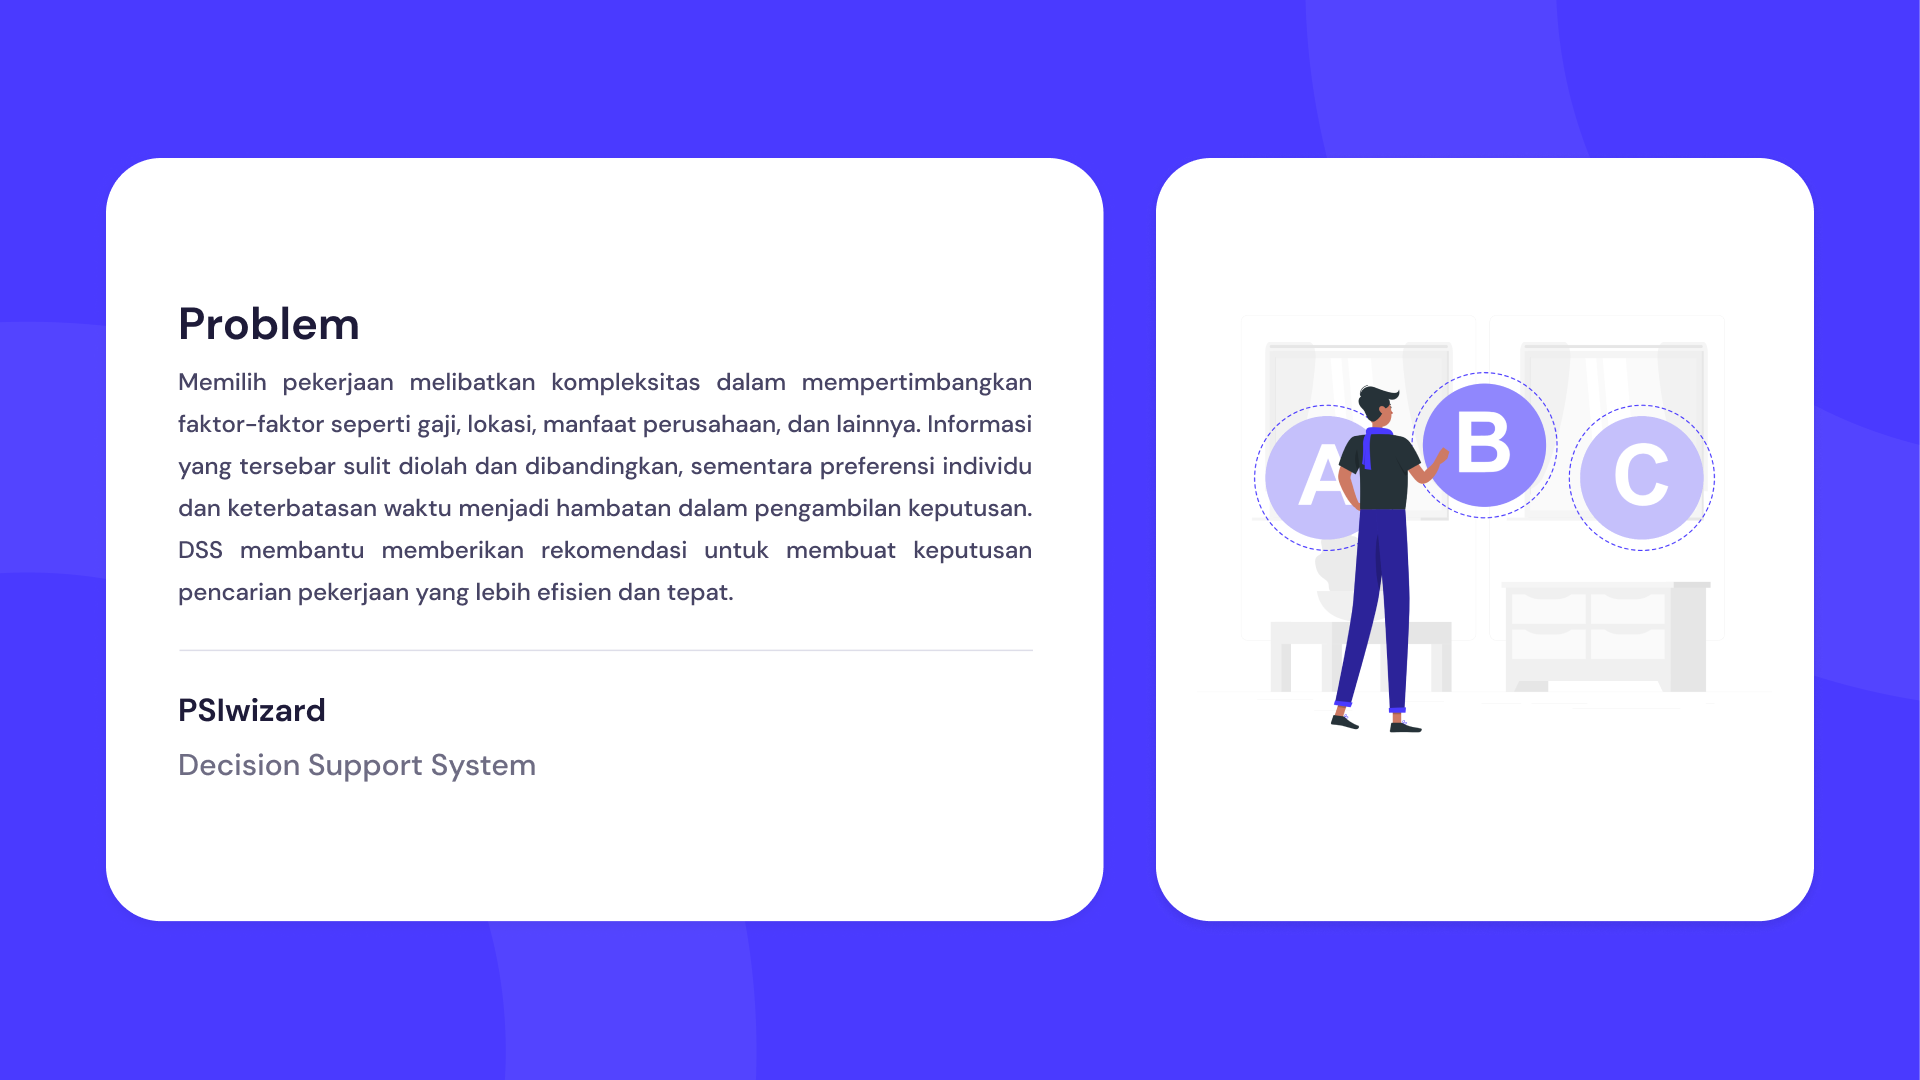 Problem
Memilih pekerjaan melibatkan kompleksitas dalam mempertimbangkan
faktor-faktor seperti gaji, lokasi, manfaat perusahaan, dan lainnya. Informasi
yang tersebar sulit diolah dan dibandingkan, sementara preferensi individu
dan keterbatasan waktu menjadi hambatan dalam pengambilan keputusan.
DSS membantu memberikan rekomendasi untuk membuat keputusan
pencarian pekerjaan yang lebih efisien dan tepat.
PSIwizard
Decision Support System
A
B
C